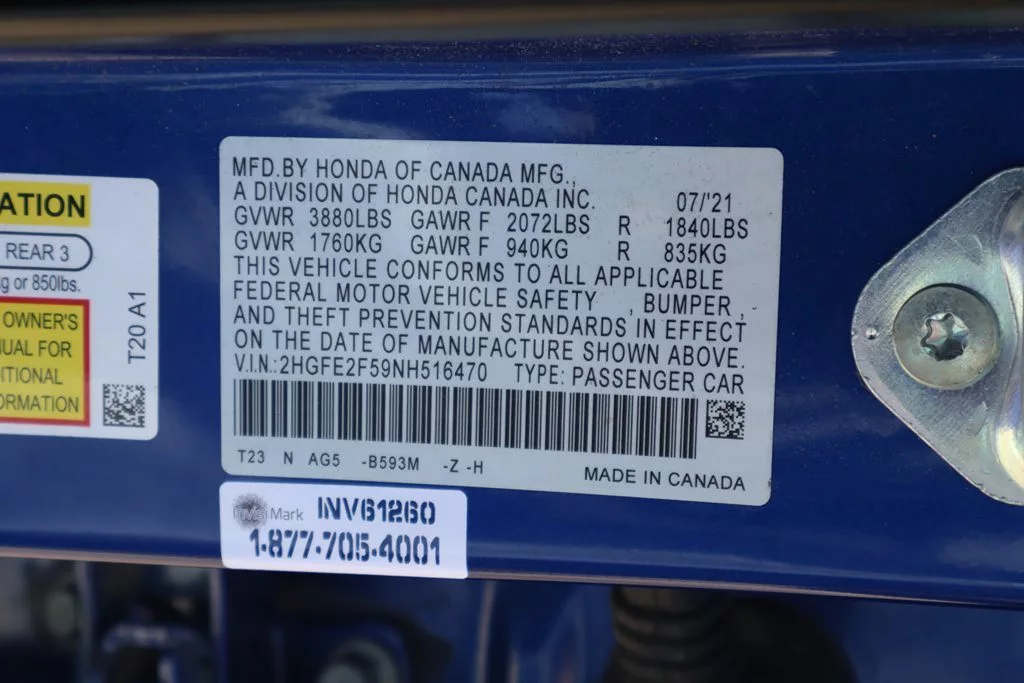 ATION
REAR 3
g or 850lbs.
OWNER'S
UAL FOR
ITIONAL
ORMATION
T20 A1
MFD.BY HONDA OF CANADA MFG.,
A DIVISION OF HONDA CANADA INC. 07/'21
GVWR 3880LBS GAWR F 2072LBS R 1840LBS
GVWR 1760KG GAWR F 940KG R 835KG
THIS VEHICLE CONFORMS TO ALL APPLICABLE
FEDERAL MOTOR VEHICLE SAFETY , BUMPER ,
AND THEFT PREVENTION STANDARDS IN EFFECT
ON THE DATE OF MANUFACTURE SHOWN ABOVE.
V.I.N.:2HGFE2F59NH516470 TYPE: PASSENGER CAR
T23 N AG5 -B593M -Z -H MADE IN CANADA
Mark INV61260
1-877-705-4001